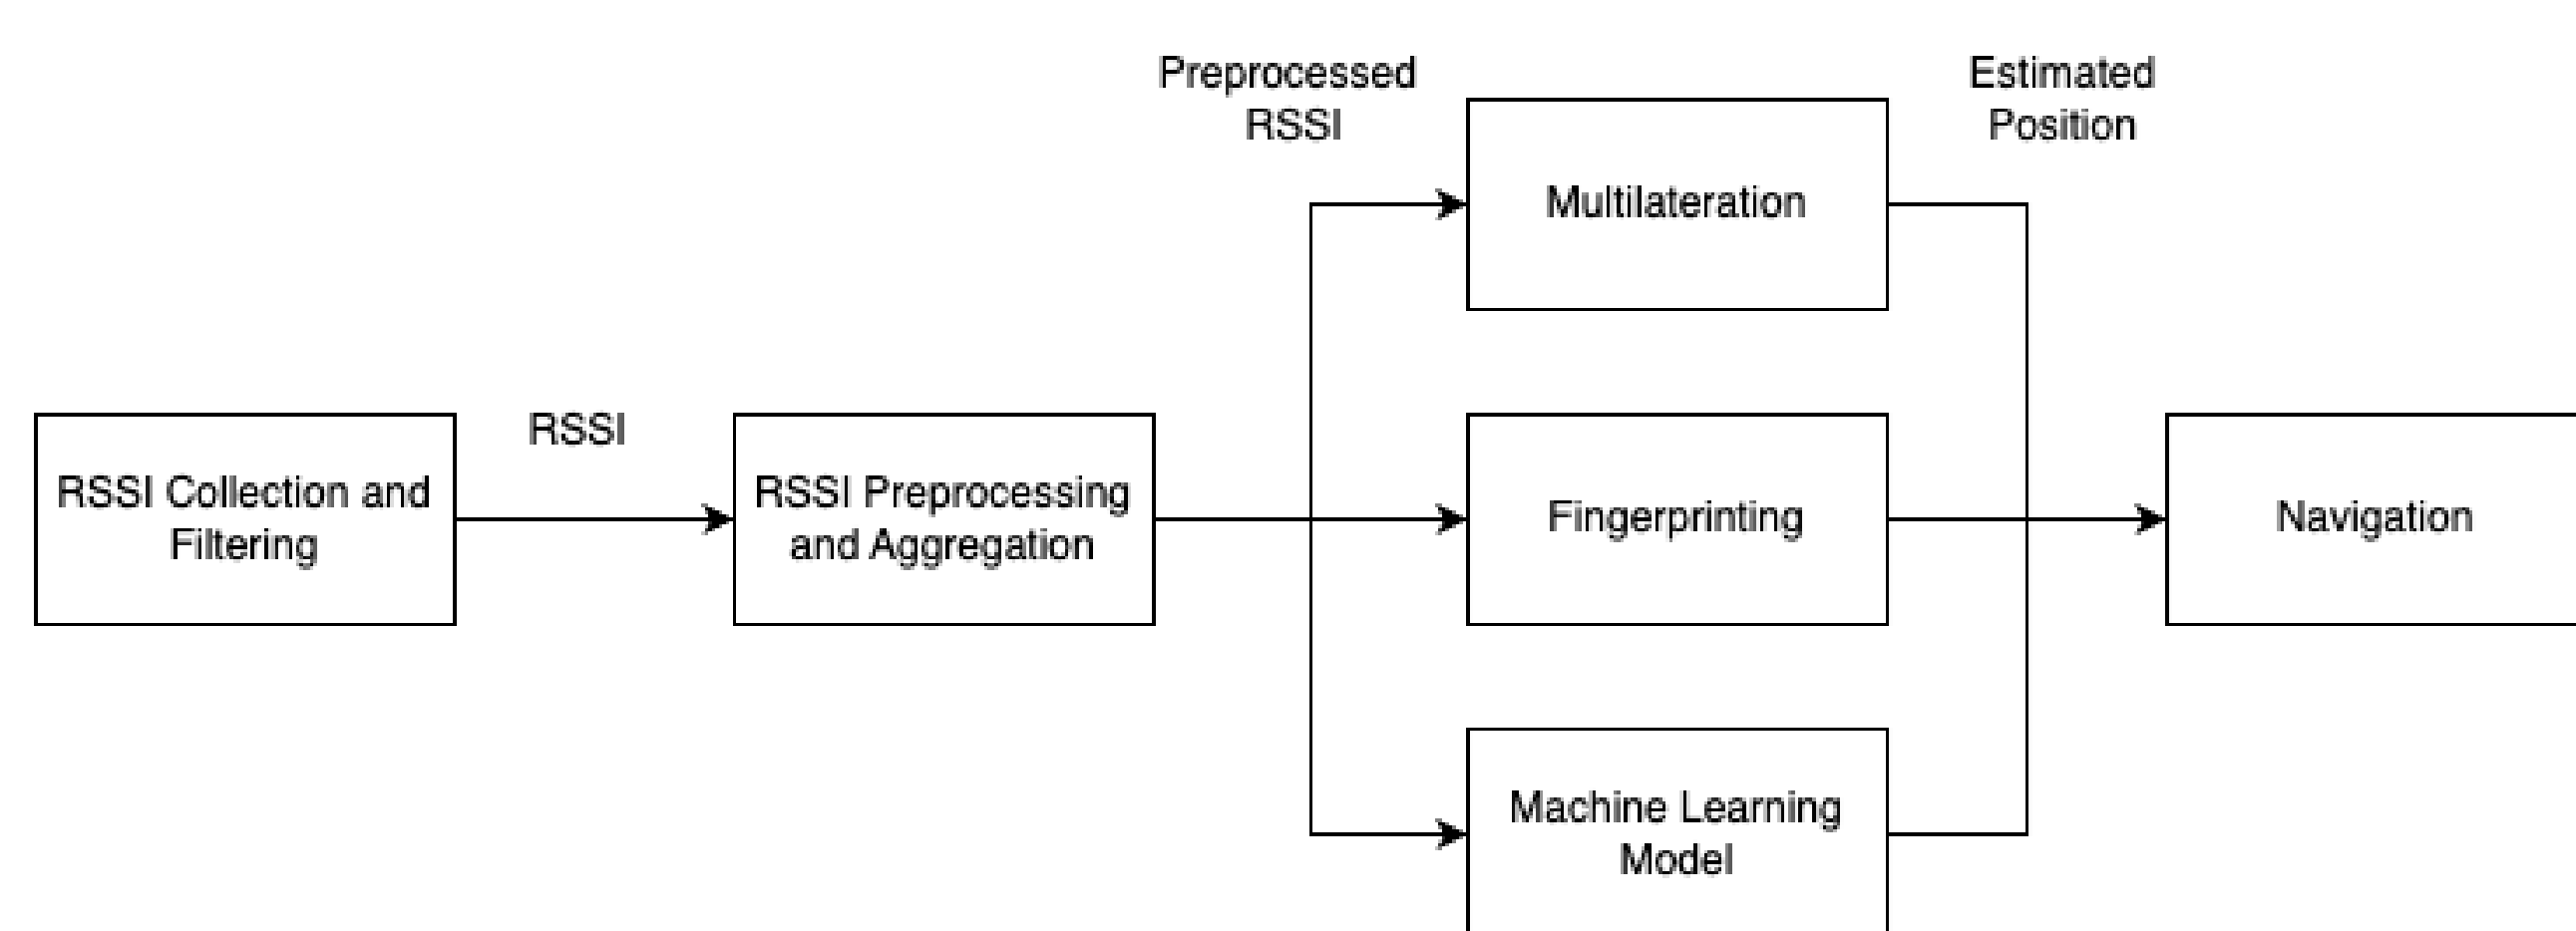 Preprocessed
RSSI
Estimated
Position
Multilateration
RSSI
RSSI Collection and
Filtering
RSSI Preprocessing
and Aggregation
Fingerprinting
Navigation
Machine Learning
Model